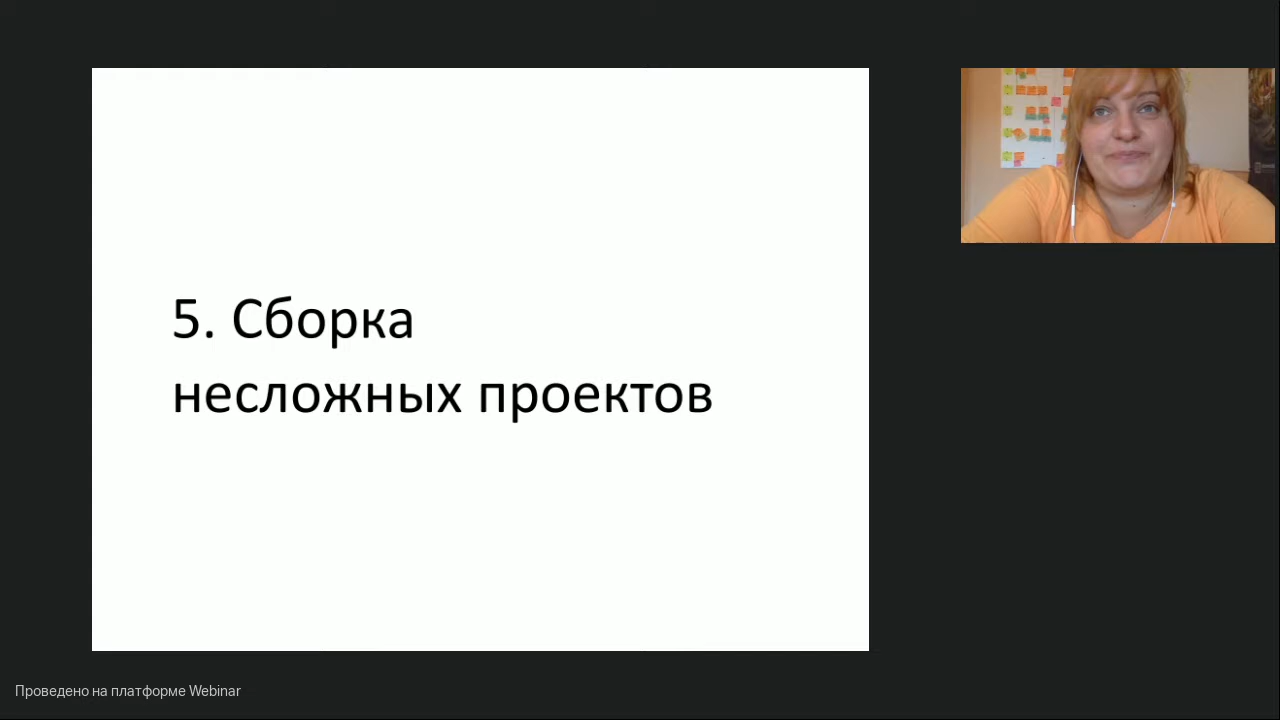 5. Сборка
несложных проектов
Проведено на платформе Webinar